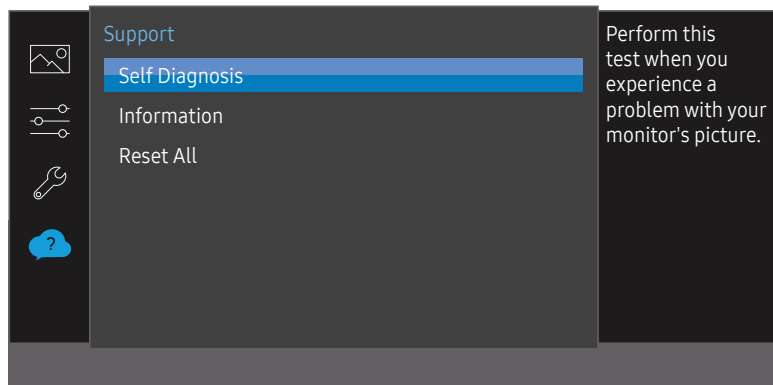 Support
Self Diagnosis
Information
Reset All
?
Perform this
test when you
experience a
problem with your
monitor's picture.